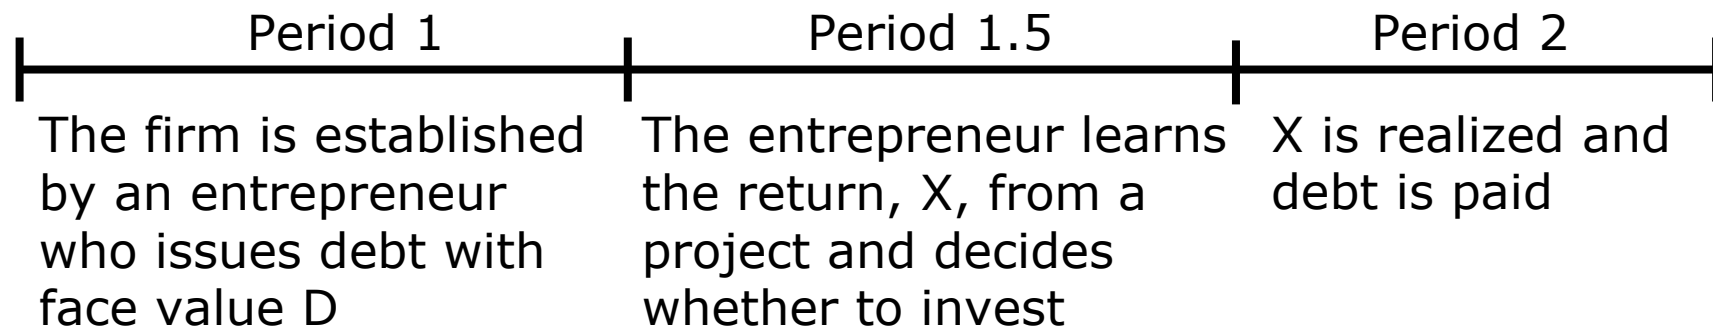 Period 1
Period 1.5
Period 2
The firm is established
by an entrepreneur
who issues debt with
face value D
The entrepreneur learns
the return, X, from a
project and decides
whether to invest
X is realized and
debt is paid